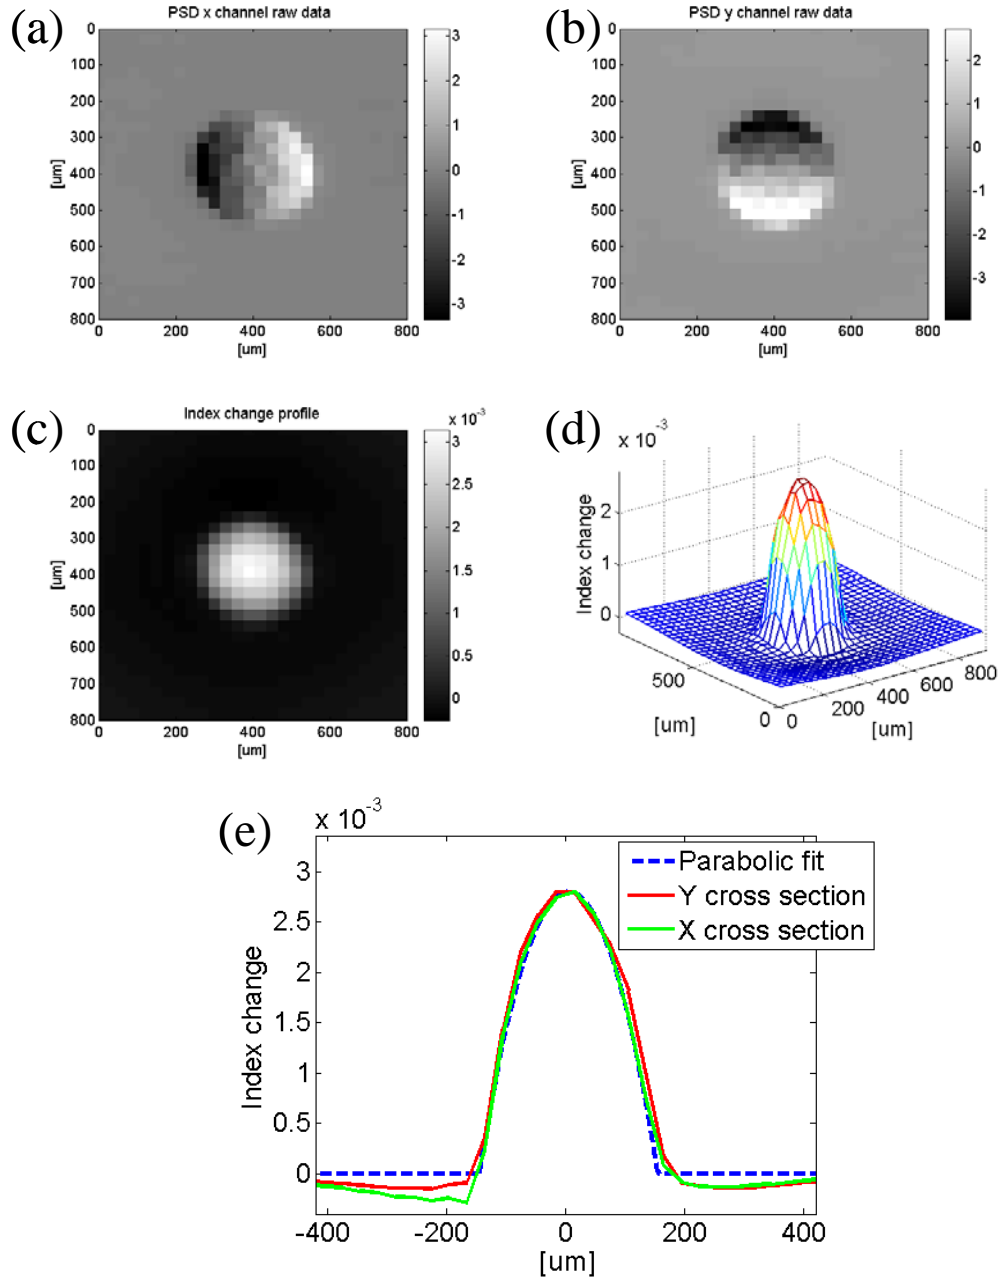 (a)
PSD x channel raw data
0
100
200
300
400
500
600
700
800
[um]
0 200 400 600 800
[um]
3
2
1
0
-1
-2
-3
(b)
PSD y channel raw data
0
100
200
300
400
500
600
700
800
[um]
0 200 400 600 800
[um]
2
1
0
-1
-2
-3
(c)
Index change profile
x 10-3
0
100
200
300
400
500
600
700
800
[um]
0 200 400 600 800
[um]
3
2.5
2
1.5
1
0.5
0
(d)
x 10-3
Index change
2
1
0
500
0
[um]
0 200 400 600 800
[um]
(e)
x 10-3
Index change
3
2.5
2
1.5
1
0.5
0
-400 -200 0 200 400
[um]
Parabolic fit
Y cross section
X cross section